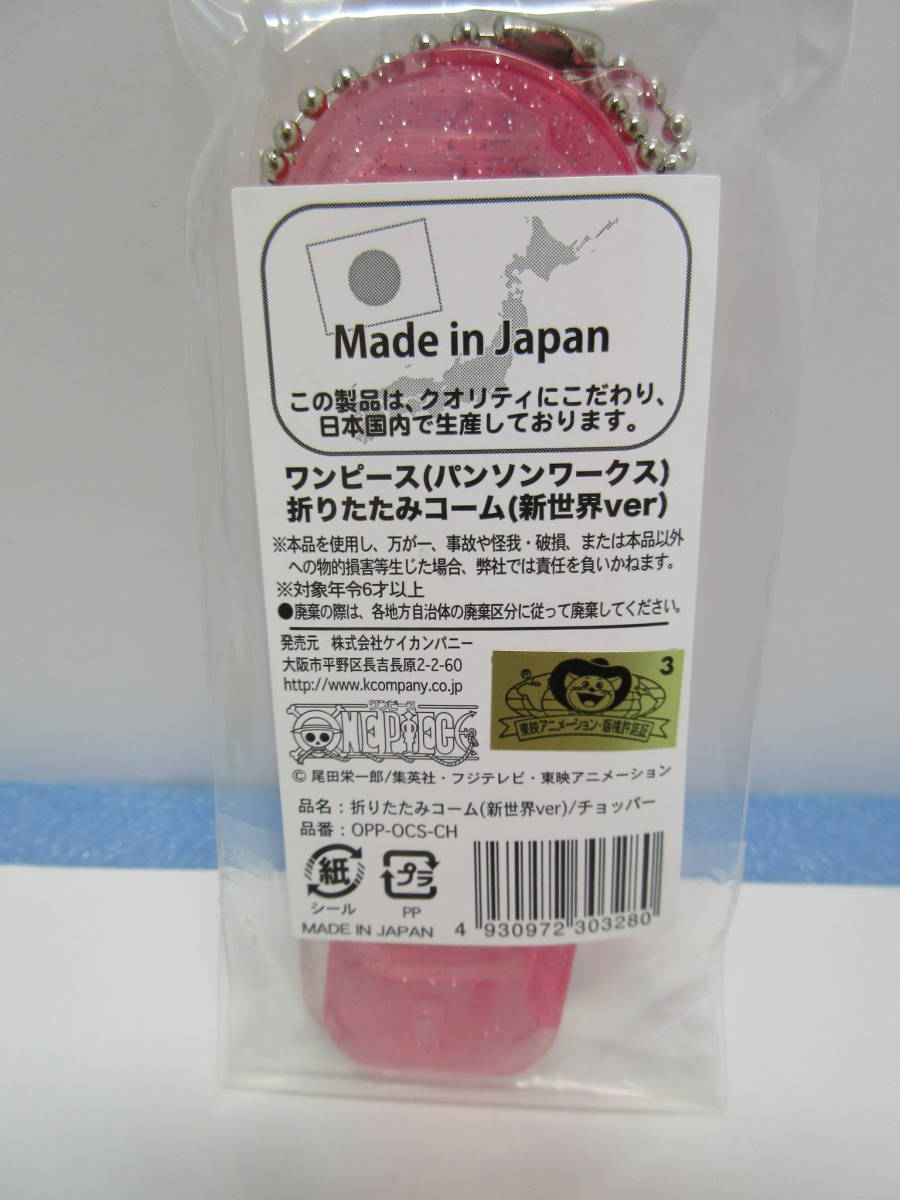 Made in Japan
この製品は、クオリティにこだわり、
日本国内で生産しております。
ワンピース(パンソンワークス)
折りたたみコーム(新世界ver)
※本品を使用し、万が一、事故や怪我・破損、または本品以外
への物的損害等生じた場合、弊社では責任を負いかねます。
※対象年令6才以上
●廃棄の際は、各地方自治体の廃棄区分に従って廃棄してください。
発売元 株式会社ケイカンパニー
大阪市平野区長吉長原2-2-60
http://www.kcompany.co.jp
3
東映アニメーション・版権許諾証
ワンピース
ONE PIECE
© 尾田栄一郎/集英社・フジテレビ・東映アニメーション
品名：折りたたみコーム(新世界ver)/チョッパー
品番：OPP-OCS-CH
紙
プラ
シール
PP
MADE IN JAPAN
4 930972 303280